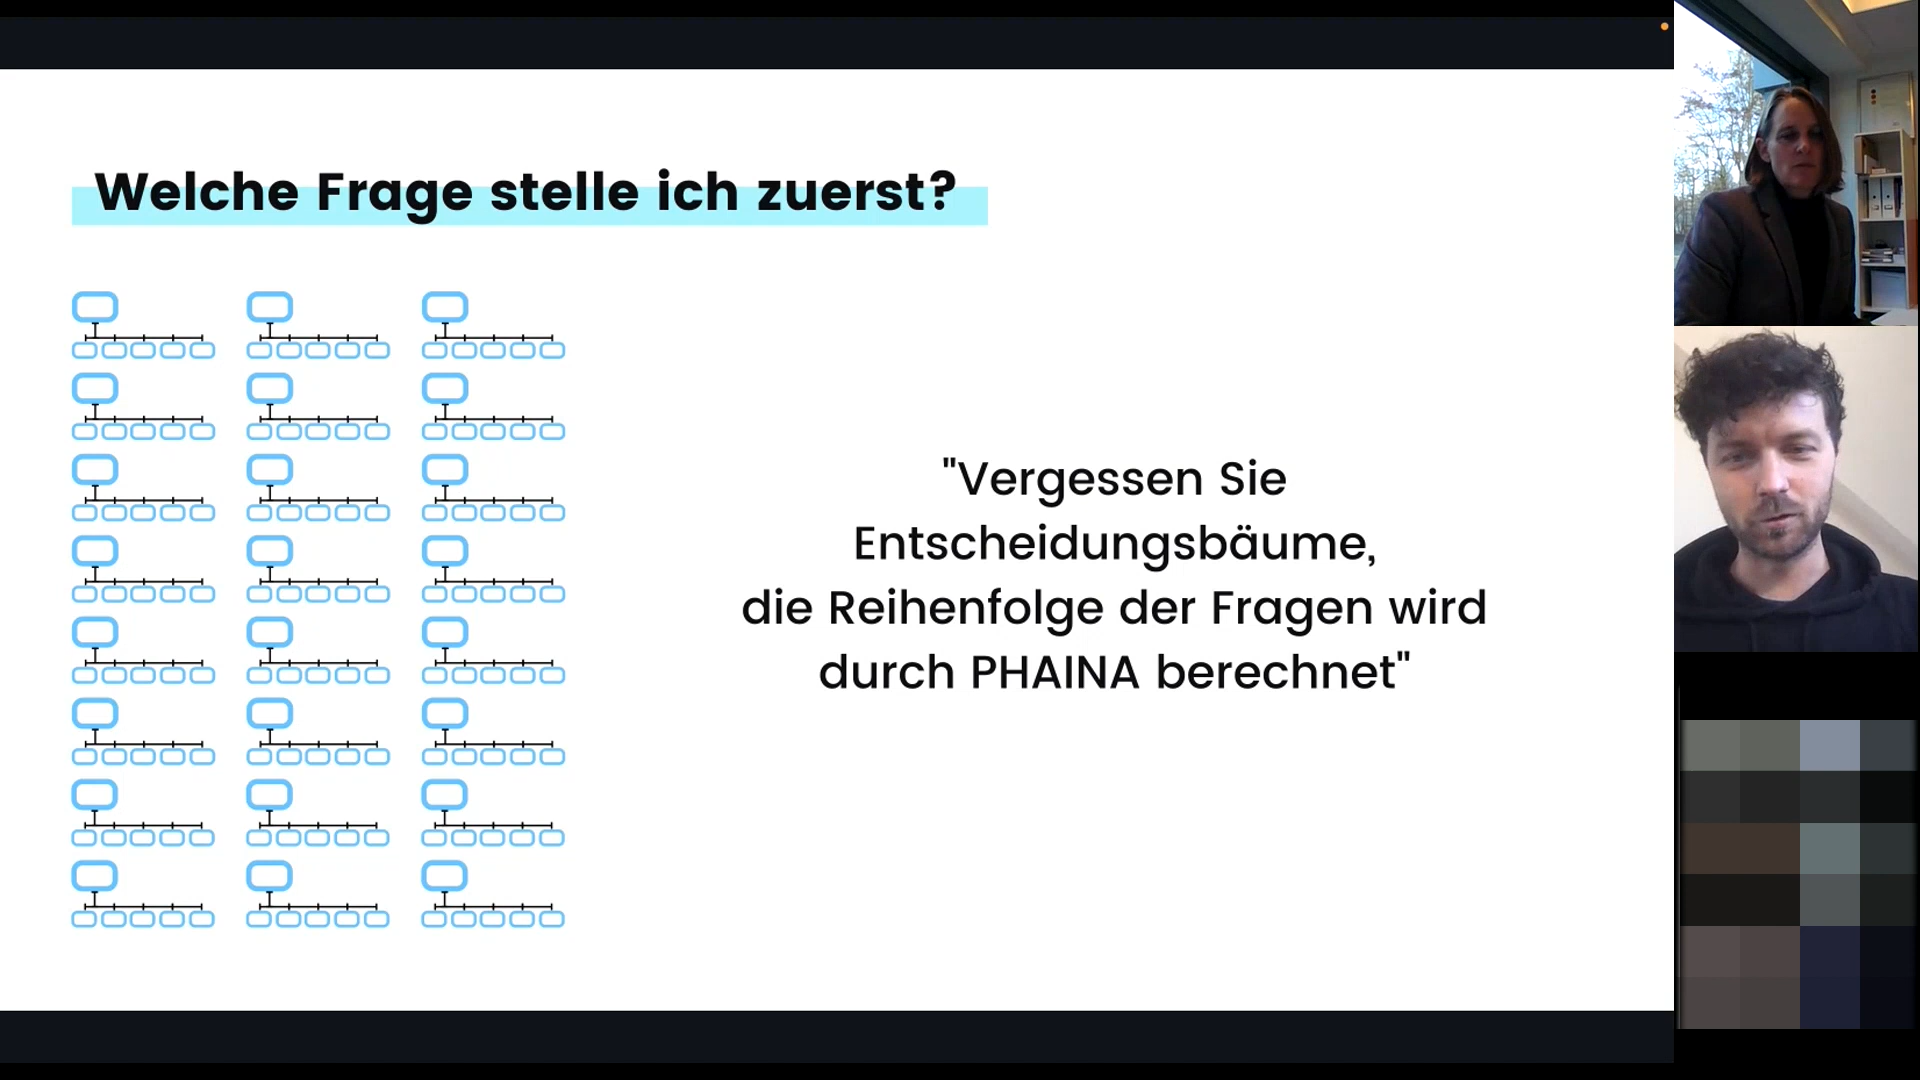 Welche Frage stelle ich zuerst?
"Vergessen Sie
Entscheidungsbäume,
die Reihenfolge der Fragen wird
durch PHAINA berechnet"